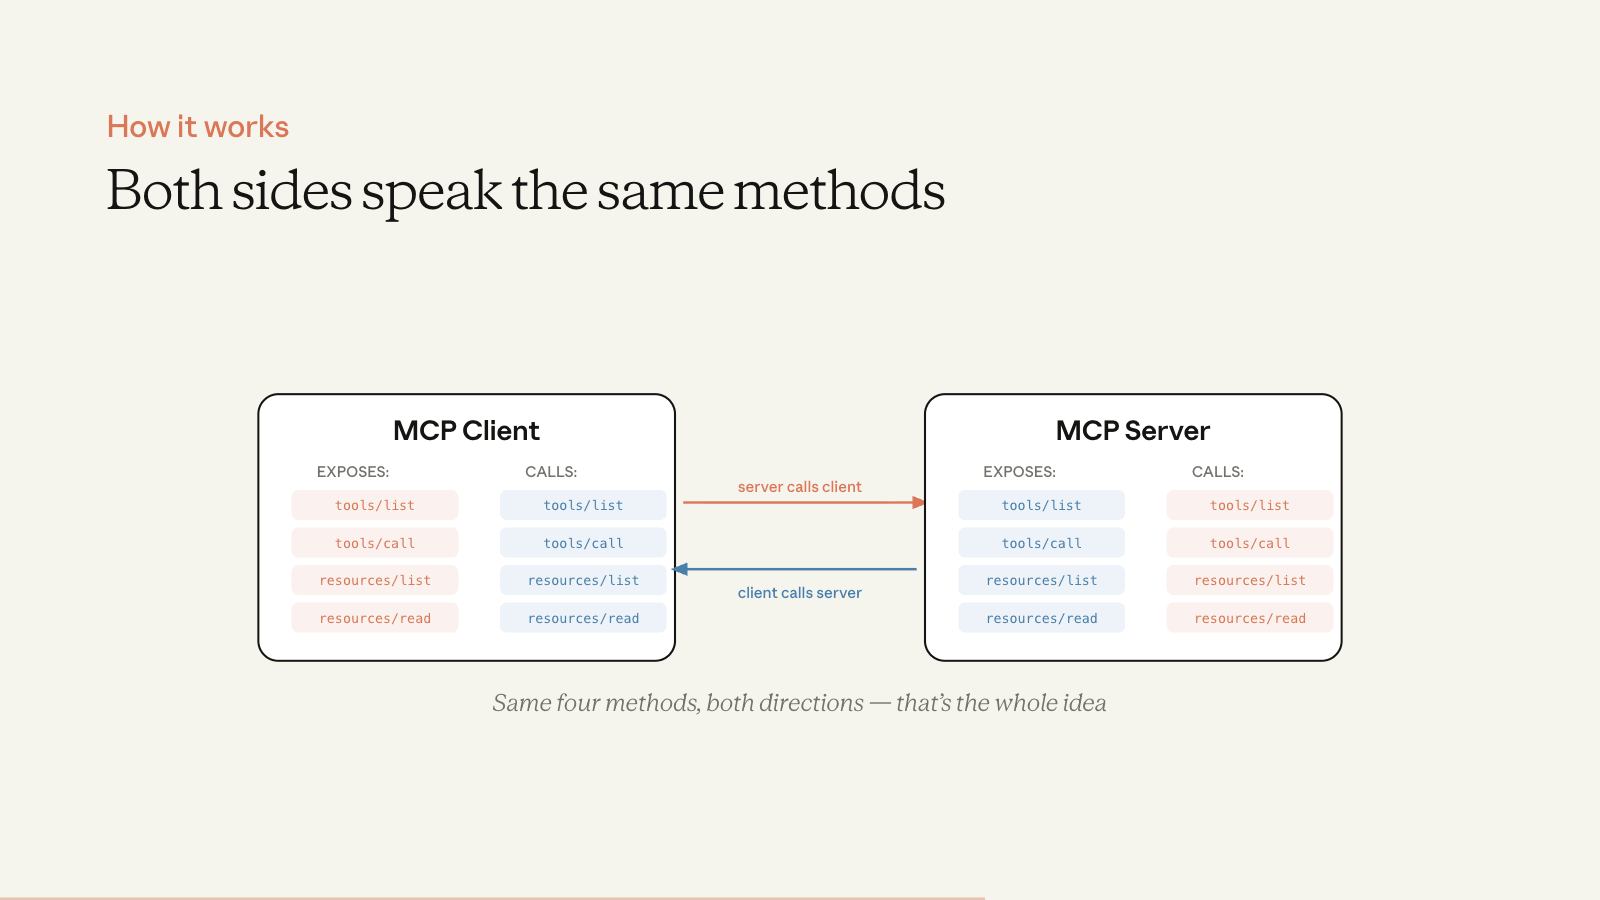 How it works
Both sides speak the same methods
MCP Client
EXPOSES:
tools/list
tools/call
resources/list
resources/read
CALLS:
tools/list
tools/call
resources/list
resources/read
server calls client
client calls server
MCP Server
EXPOSES:
tools/list
tools/call
resources/list
resources/read
CALLS:
tools/list
tools/call
resources/list
resources/read
Same four methods, both directions — that’s the whole idea